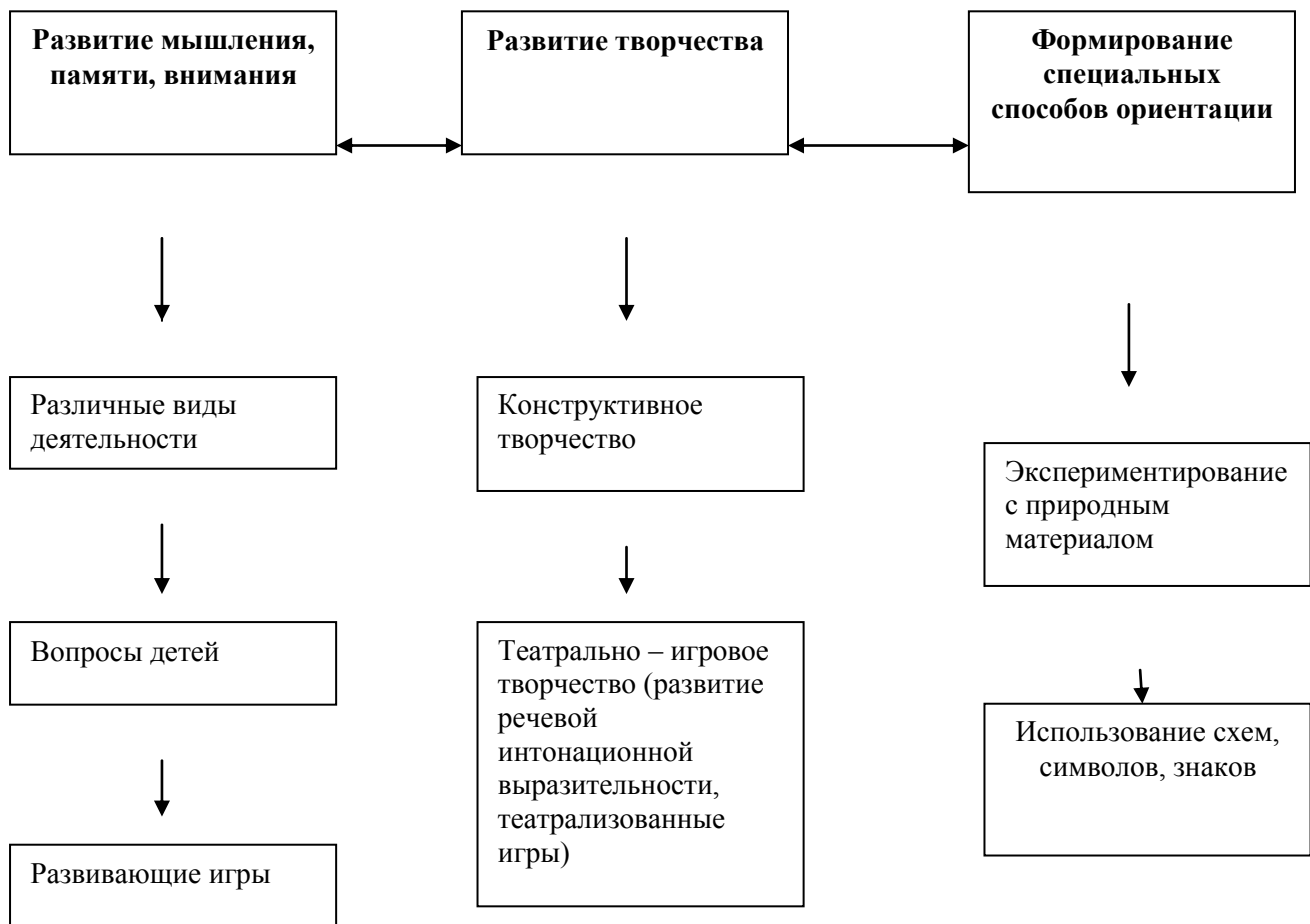 Развитие мышления,
памяти, внимания
Развитие творчества
Формирование
специальных
способов ориентации
Различные виды
деятельности
Конструктивное
творчество
Экспериментирование
с природным
материалом
Вопросы детей
Театрально – игровое
творчество (развитие
речевой
интонационной
выразительности,
театрализованные
игры)
Использование схем,
символов, знаков
Развивающие игры